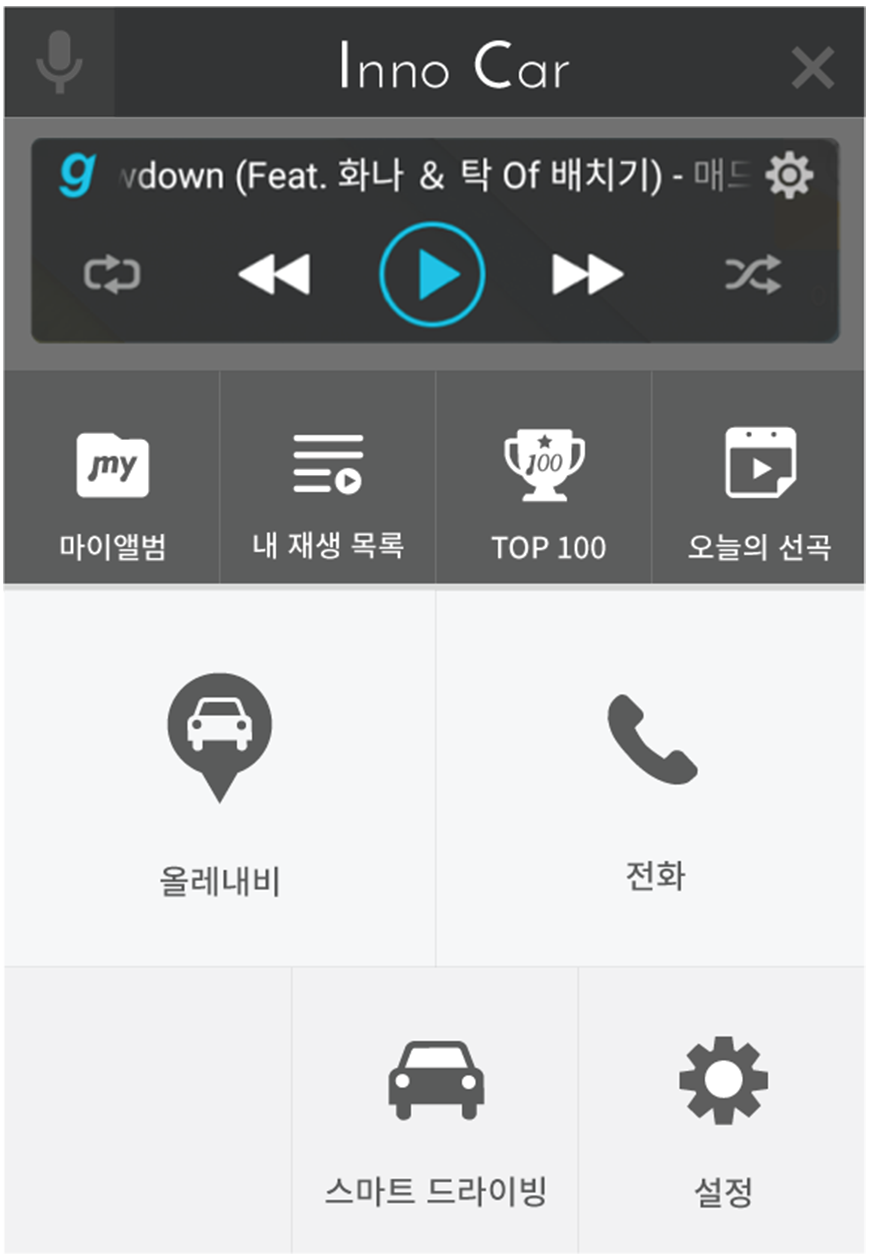 Inno Car
g wdown (Feat. 화나 & 탁 Of 배치기) - 매드
my
100
마이앨범
내 재생 목록
TOP 100
오늘의 선곡
올레내비
전화
스마트 드라이빙
설정